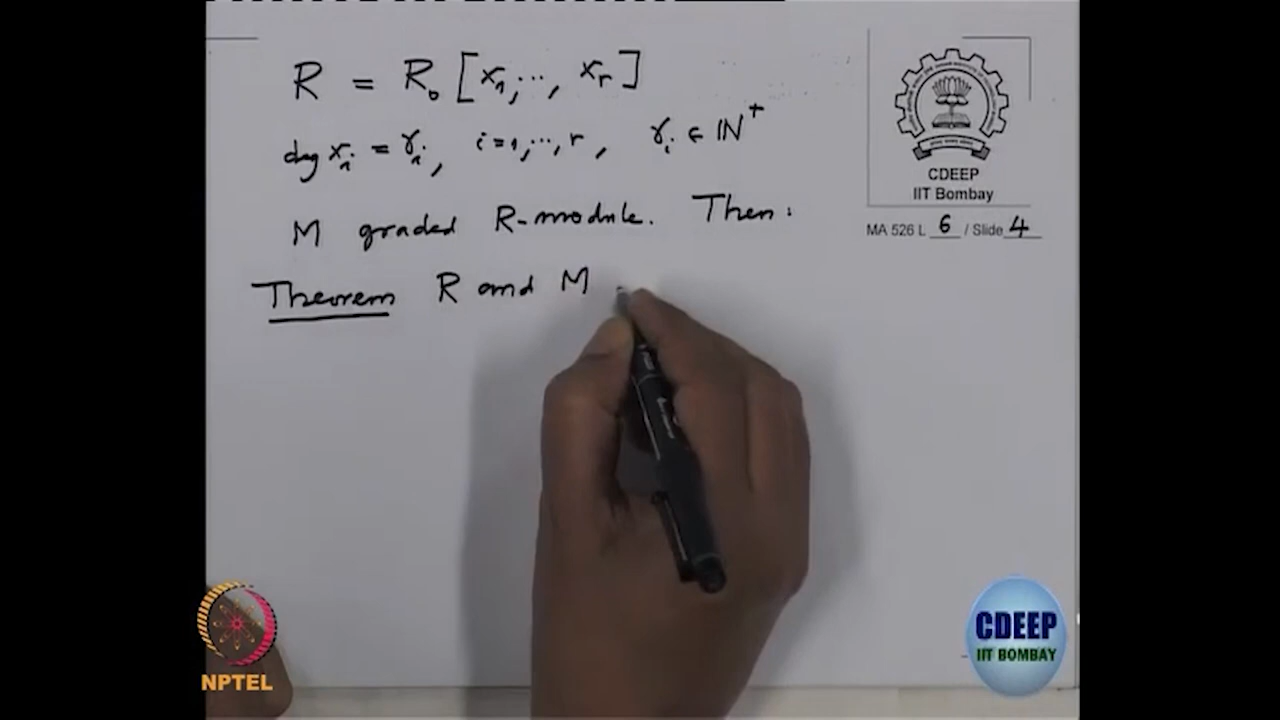 R = R₀ [x₁, ..., xᵣ]
deg xᵢ = γᵢ, i=1, ..., r, γᵢ ∈ ℕ⁺
M graded R-module. Then:
Theorem R and M
CDEEP
IIT Bombay
MA 526 L 6 / Slide 4
NPTEL
CDEEP
IIT BOMBAY